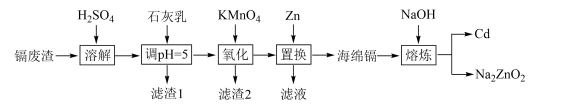 H₂SO₄ 石灰乳 KMnO₄ Zn NaOH
镉废渣 溶解 调pH=5 氧化 置换 海绵镉 熔炼 Cd
Na₂ZnO₂
滤渣1 滤渣2 滤液